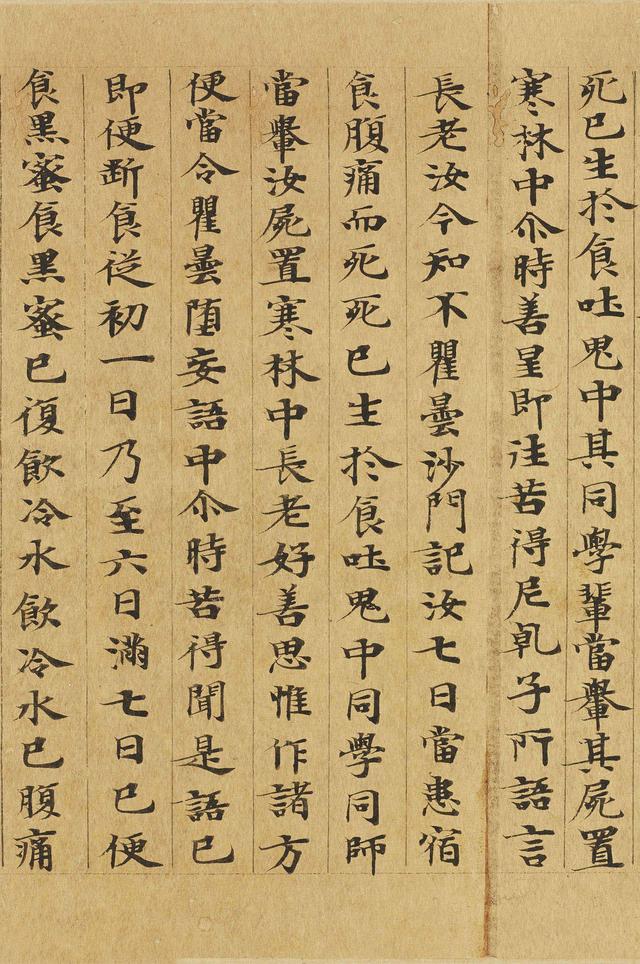 死已生於食吐鬼中其同學輩當轝其屍置
寒林中尒時善星即往苦得尼乹子所語言
長老汝今知不瞿曇沙門記汝七日當患宿
食腹痛而死死已生於食吐鬼中同學同師
當轝汝屍置寒林中長老好善思惟作諸方
便當令瞿曇堕妄語中尒時苦得聞是語已
即便断食從初一日乃至六日滿七日已便
食黑蜜食黑蜜已復飲冷水飲冷水已腹痛